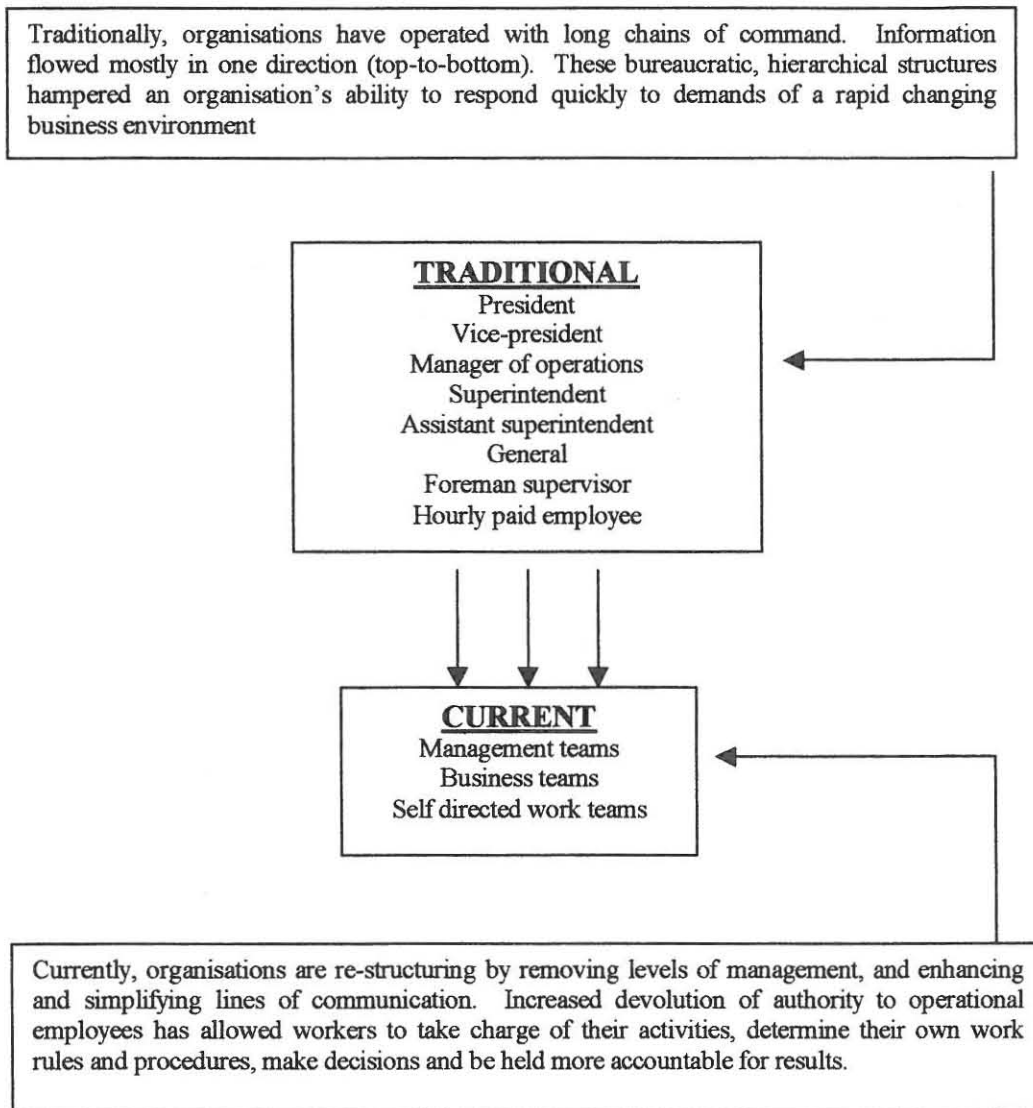 Traditionally, organisations have operated with long chains of command. Information
flowed mostly in one direction (top-to-bottom). These bureaucratic, hierarchical structures
hampered an organisation's ability to respond quickly to demands of a rapid changing
business environment
TRADITIONAL
President
Vice-president
Manager of operations
Superintendent
Assistant superintendent
General
Foreman supervisor
Hourly paid employee
CURRENT
Management teams
Business teams
Self directed work teams
Currently, organisations are re-structuring by removing levels of management, and enhancing
and simplifying lines of communication. Increased devolution of authority to operational
employees has allowed workers to take charge of their activities, determine their own work
rules and procedures, make decisions and be held more accountable for results.